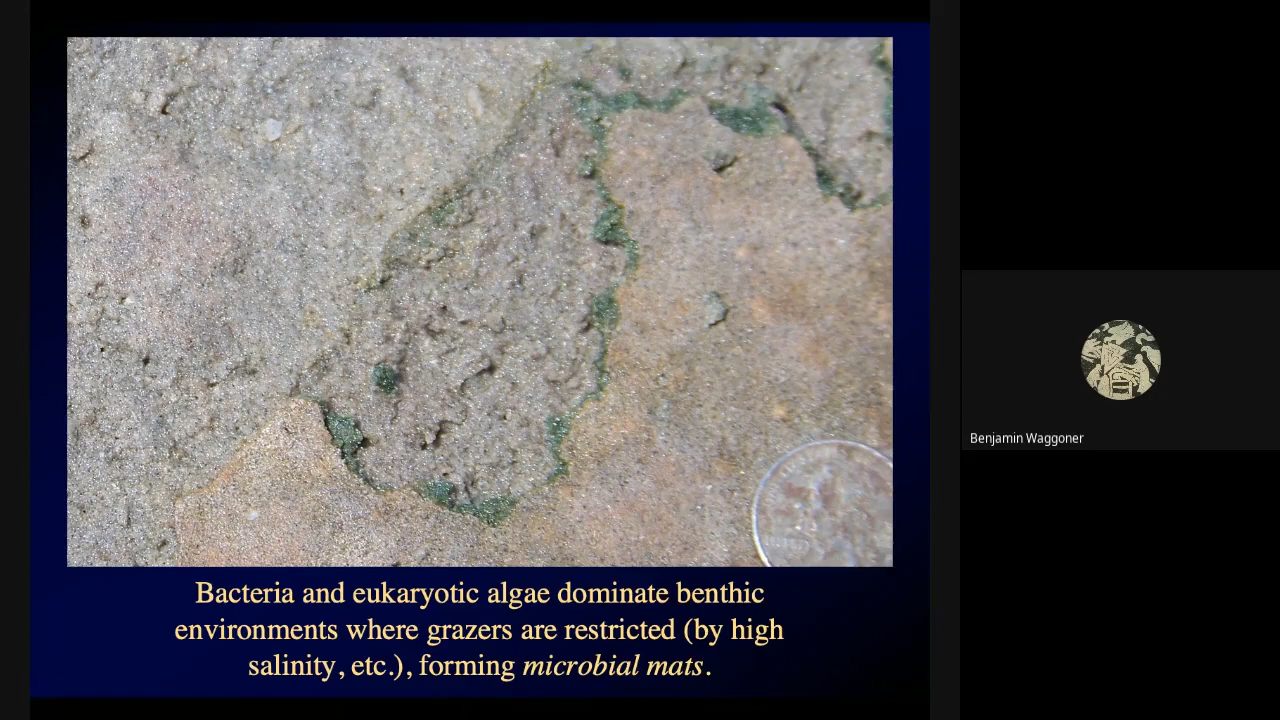 Bacteria and eukaryotic algae dominate benthic
environments where grazers are restricted (by high
salinity, etc.), forming microbial mats.
Benjamin Waggoner